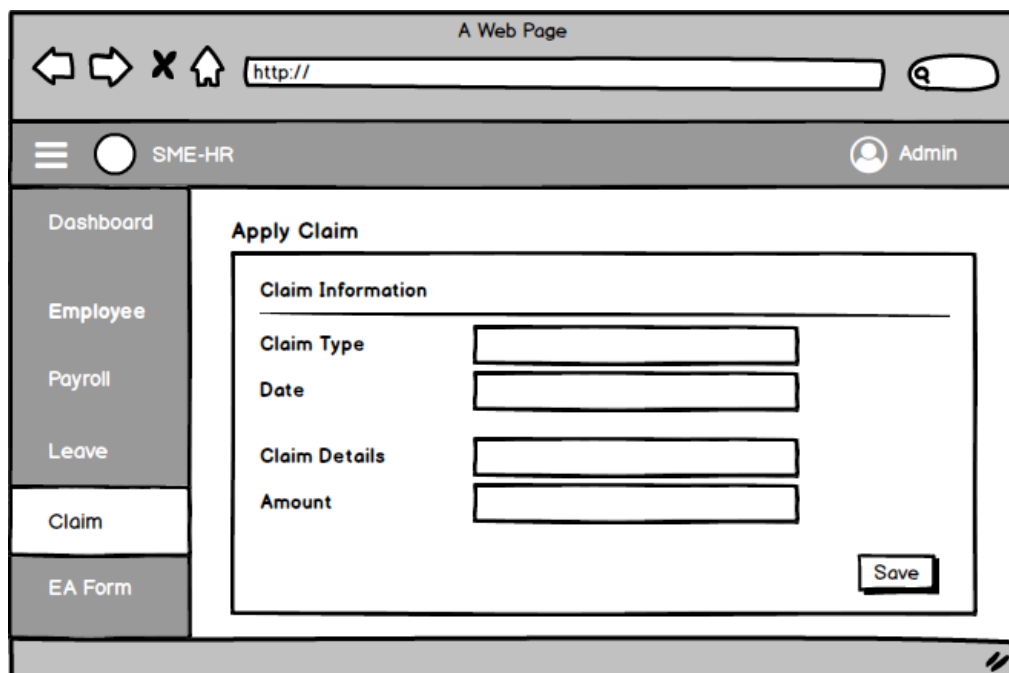 A Web Page
http://
SME-HR
Admin
Dashboard
Employee
Payroll
Leave
Claim
EA Form
Apply Claim
Claim Information
Claim Type
Date
Claim Details
Amount
Save